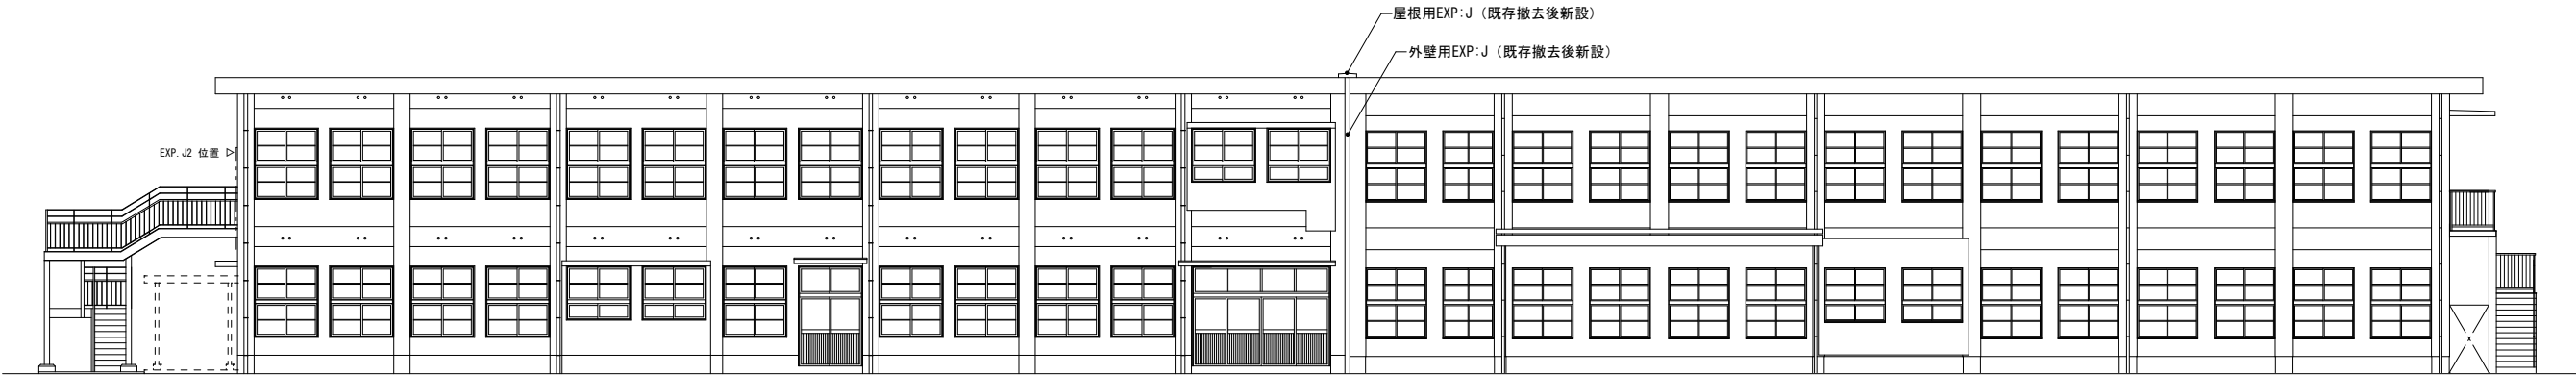 屋根用EXP:J（既存撤去後新設）
外壁用EXP:J（既存撤去後新設）
EXP.J2 位置 ▷